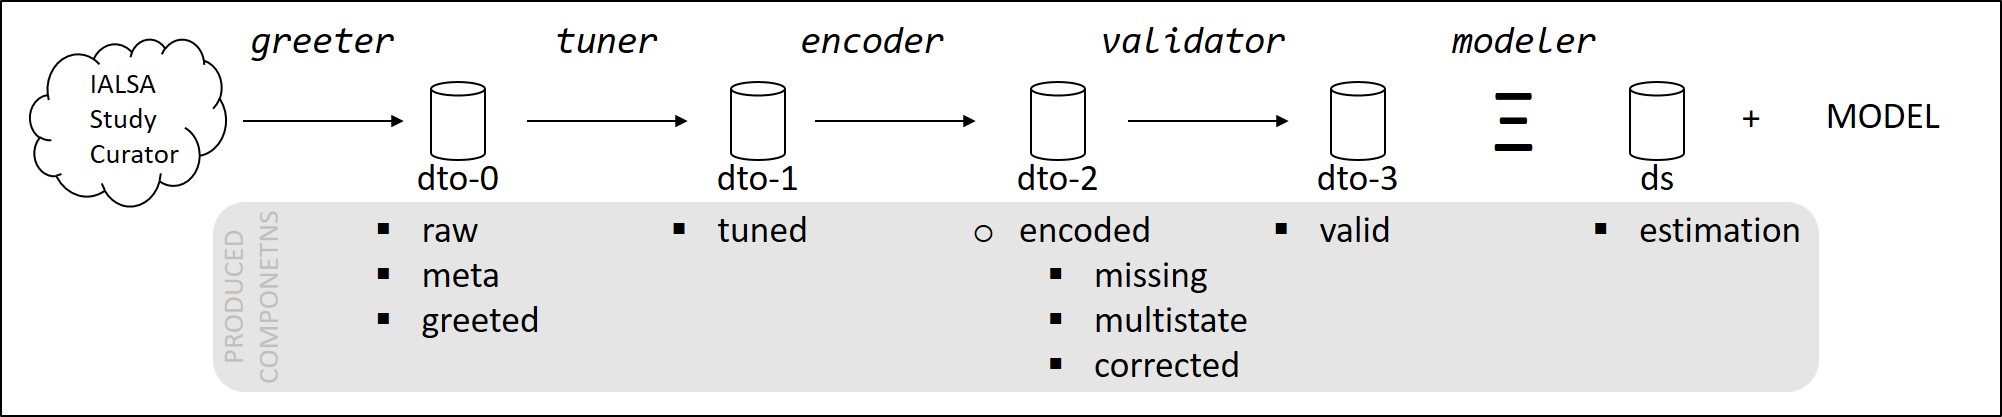 greeter tuner encoder validator modeler
IALSA
Study
Curator
+ MODEL
dto-0 dto-1 dto-2 dto-3 ds
PRODUCED
COMPONETNS
▪ raw ▪ tuned ○ encoded ▪ valid ▪ estimation
▪ meta ▪ missing
▪ greeted ▪ multistate
▪ corrected